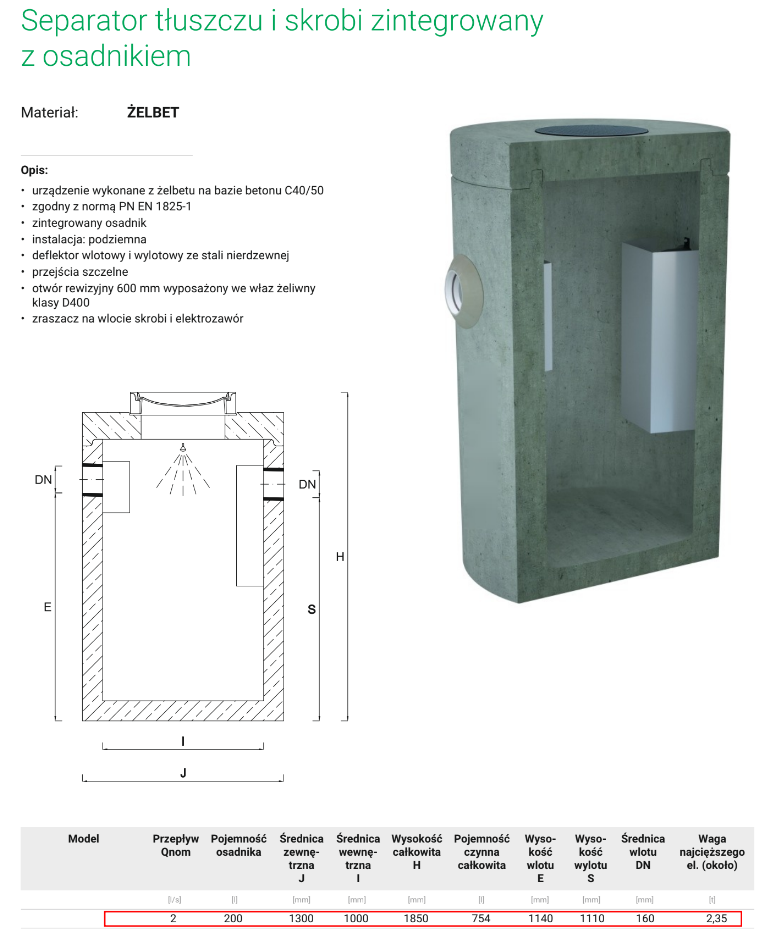 Separator tłuszczu i skrobi zintegrowany
z osadnikiem
Materiał: ŻELBET
Opis:
• urządzenie wykonane z żelbetu na bazie betonu C40/50
• zgodny z normą PN EN 1825-1
• zintegrowany osadnik
• instalacja: podziemna
• deflektor wlotowy i wylotowy ze stali nierdzewnej
• przejścia szczelne
• otwór rewizyjny 600 mm wyposażony we właz żeliwny
klasy D400
• zraszacz na wlocie skrobi i elektrozawór
DN
DN
H
E
S
I
J
Model Przepływ Pojemność Średnica Średnica Wysokość Pojemność Wyso- Wyso- Średnica Waga
Qnom osadnika zewnę- wewnę- całkowita czynna kość kość wlotu najcięższego
trzna trzna H całkowita wlotu wylotu DN el. (około)
J I E S
[l/s] [l] [mm] [mm] [mm] [l] [mm] [mm] [mm] [t]
2 200 1300 1000 1850 754 1140 1110 160 2,35